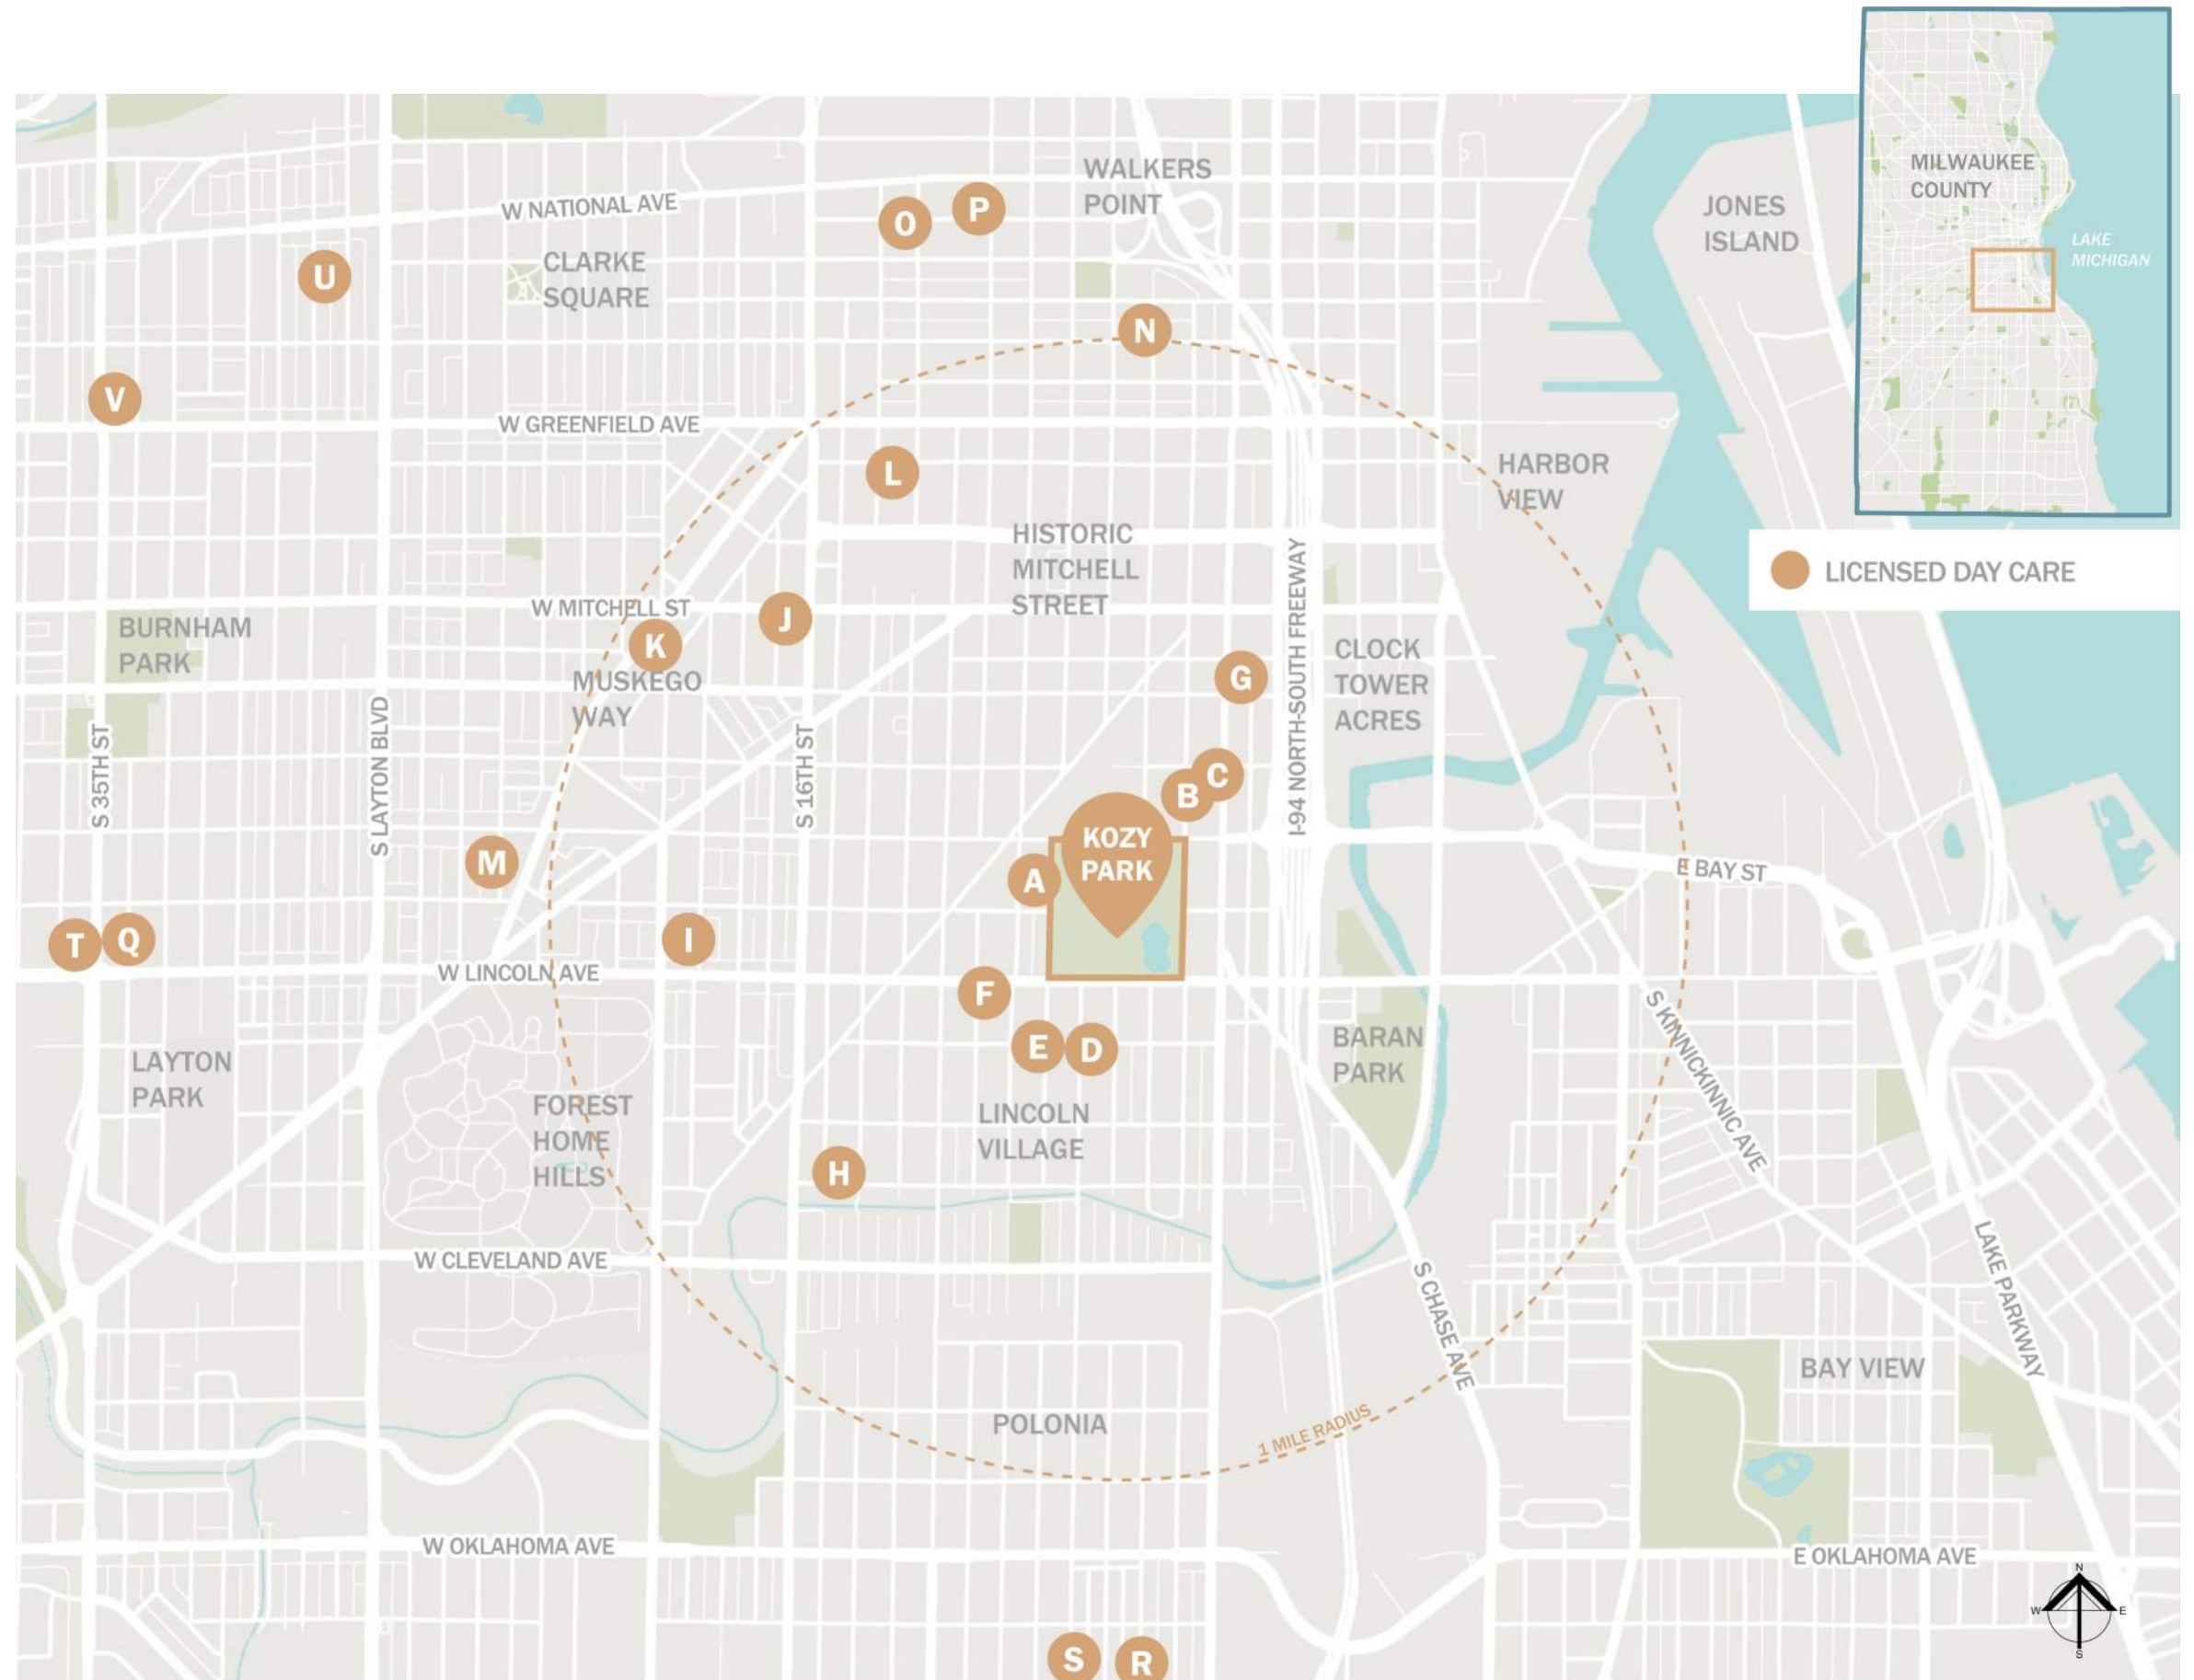 MILWAUKEE
COUNTY
LAKE
MICHIGAN
LICENSED DAY CARE
WALKERS
POINT
JONES
ISLAND
W NATIONAL AVE
O
P
U
CLARKE
SQUARE
N
V
W GREENFIELD AVE
L
HARBOR
VIEW
HISTORIC
MITCHELL
STREET
W MITCHELL ST
J
K
BURNHAM
PARK
MUSKEGO
WAY
G
I-94 NORTH-SOUTH FREEWAY
CLOCK
TOWER
ACRES
S 35TH ST
S LAYTON BLVD
S 16TH ST
C
B
KOZY
PARK
A
M
E BAY ST
T
Q
I
W LINCOLN AVE
F
E
D
S KINNICKINNIC AVE
BARAN
PARK
LAYTON
PARK
FOREST
HOME
HILLS
LINCOLN
VILLAGE
H
W CLEVELAND AVE
S CHASE AVE
LAKE PARKWAY
BAY VIEW
POLONIA
1 MILE RADIUS
W OKLAHOMA AVE
E OKLAHOMA AVE
N
W
E
S
S
R